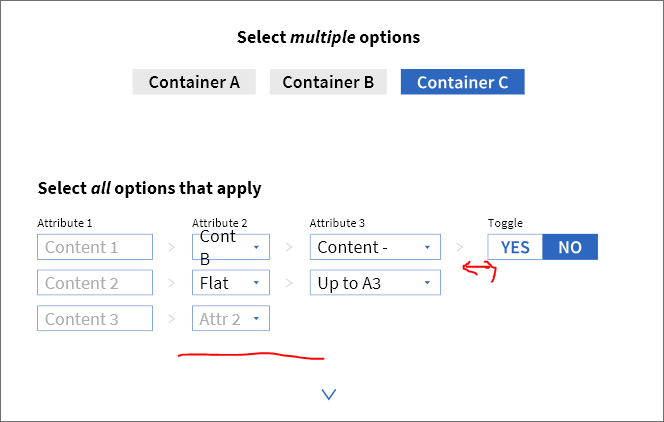 Select multiple options
Container A Container B Container C
Select all options that apply
Attribute 1 Attribute 2 Attribute 3 Toggle
Content 1 > Cont B > Content - > YES NO
Content 2 > Flat > Up to A3
Content 3 > Attr 2